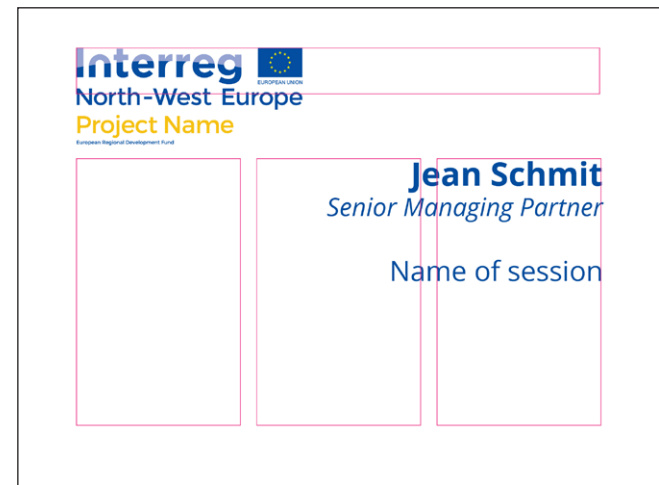 Interreg
EUROPEAN UNION
North-West Europe
Project Name
European Regional Development Fund
Jean Schmit
Senior Managing Partner
Name of session